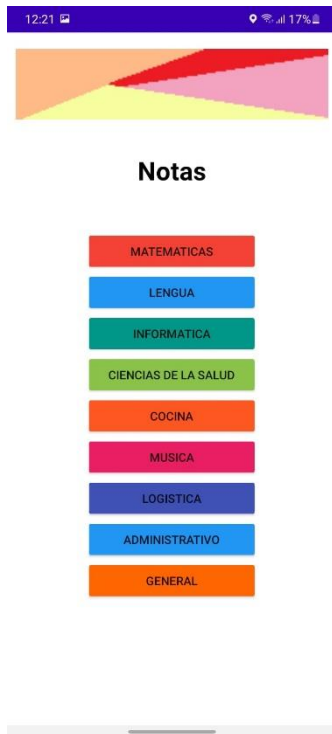 12:21 17%
Notas
MATEMATICAS
LENGUA
INFORMATICA
CIENCIAS DE LA SALUD
COCINA
MUSICA
LOGISTICA
ADMINISTRATIVO
GENERAL